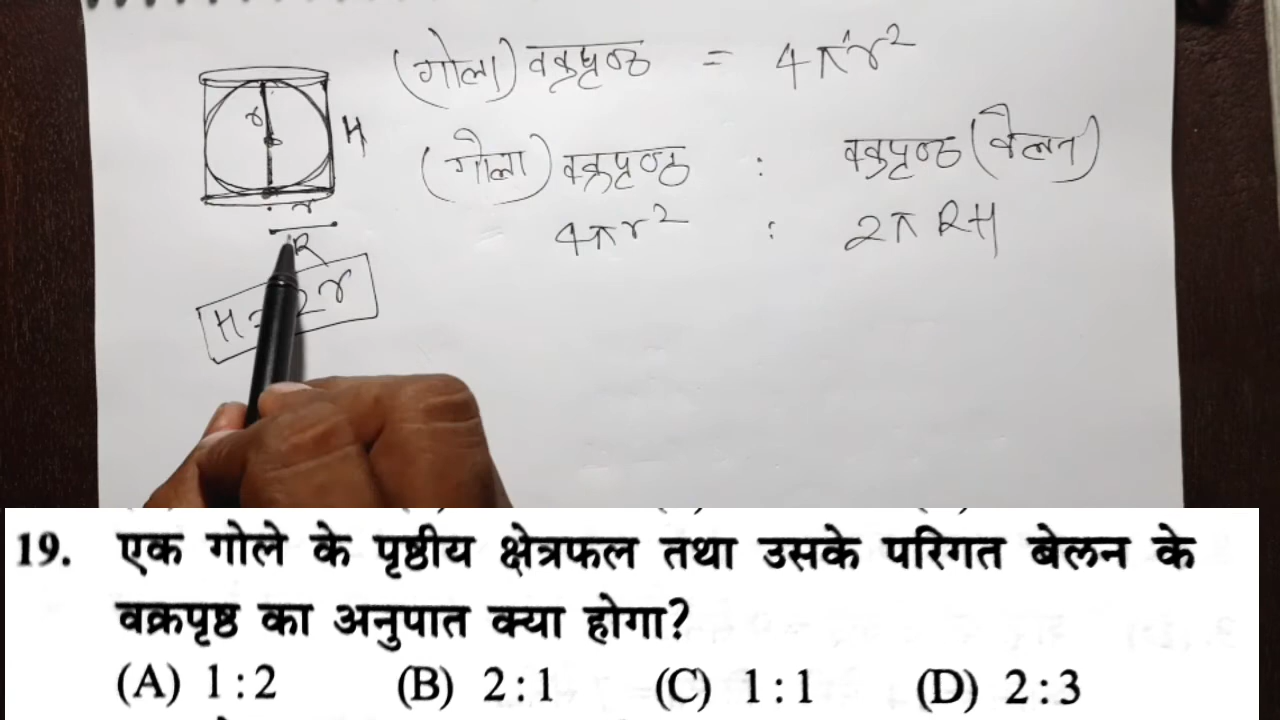 (गोला) वक्रपृष्ठ = 4πr²
r
H
(गोला) वक्रपृष्ठ : वक्रपृष्ठ (बेलन)
4πr² : 2πRH
r
R
H = 2r
19. एक गोले के पृष्ठीय क्षेत्रफल तथा उसके परिगत बेलन के
वक्रपृष्ठ का अनुपात क्या होगा?
(A) 1:2 (B) 2:1 (C) 1:1 (D) 2:3